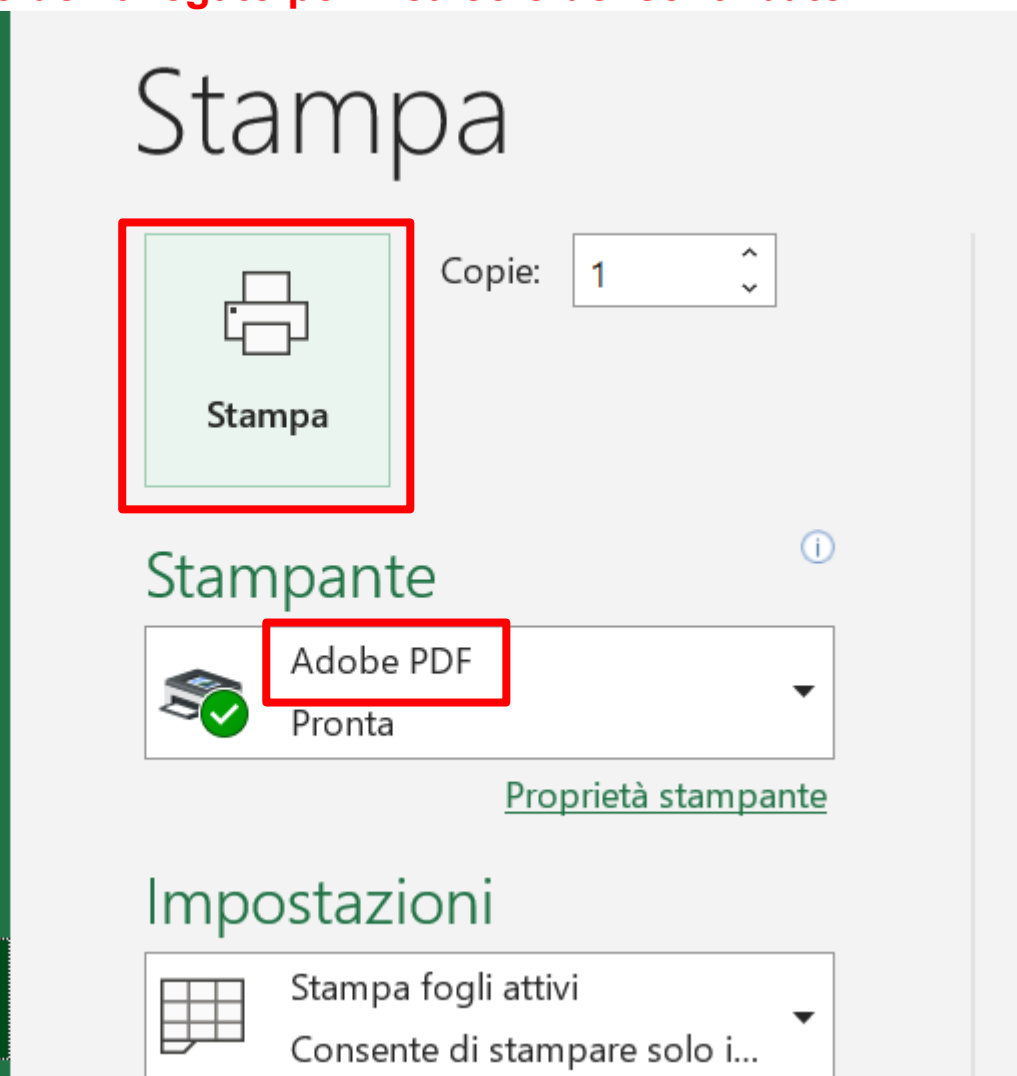 Stampa
Copie: 1
Stampa
Stampante
Adobe PDF
Pronta
Proprietà stampante
Impostazioni
Stampa fogli attivi
Consente di stampare solo i...